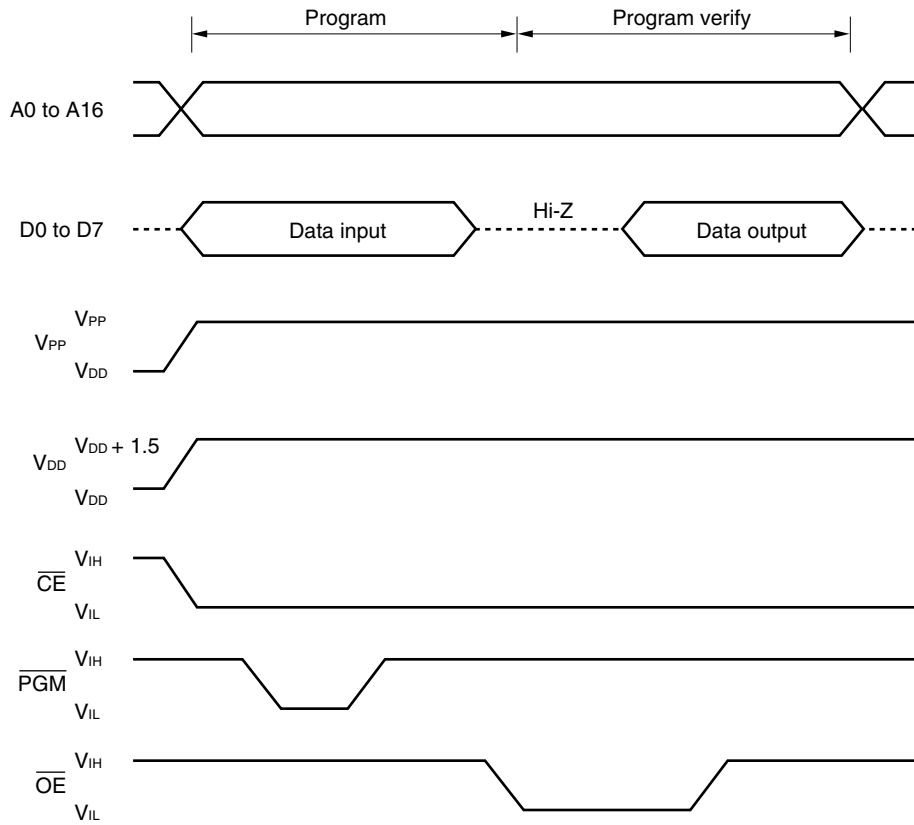 Program Program verify
A0 to A16
D0 to D7 Data input Hi-Z Data output
VPP
VPP
VDD
VDD + 1.5
VDD
VDD
VIH
CE
VIL
VIH
PGM
VIL
VIH
OE
VIL